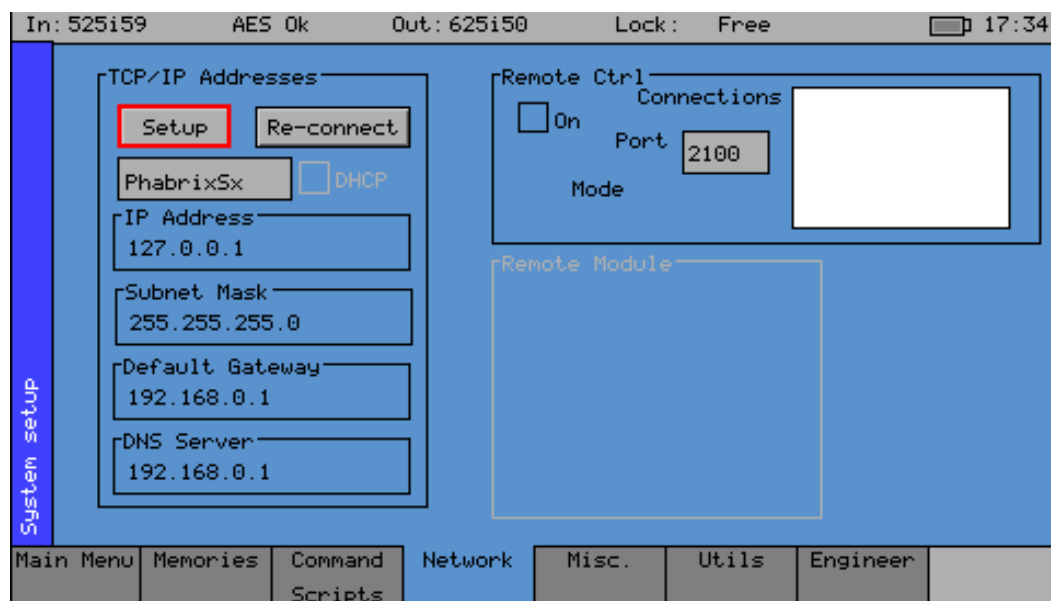 In:525i59 AES Ok Out:625i50 Lock: Free 17:34
TCP/IP Addresses
Setup Re-connect
PhabrixSx DHCP
IP Address
127.0.0.1
Subnet Mask
255.255.255.0
Default Gateway
192.168.0.1
DNS Server
192.168.0.1
Remote Ctrl
Connections
On
Port 2100
Mode
Remote Module
System setup
Main Menu Memories Command Scripts Network Misc. Utils Engineer